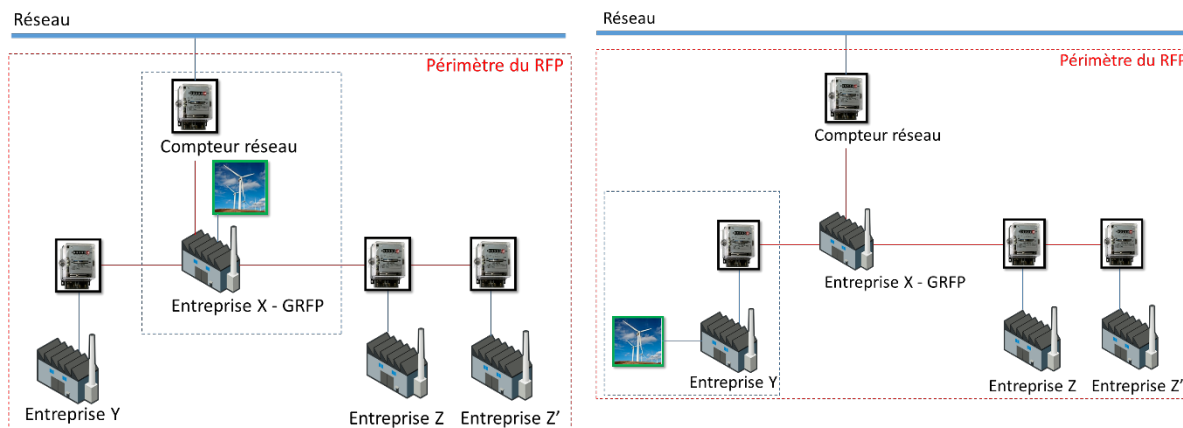 Réseau
Périmètre du RFP
Compteur réseau
Entreprise X - GRFP
Entreprise Y
Entreprise Z
Entreprise Z'
Réseau
Périmètre du RFP
Compteur réseau
Entreprise X - GRFP
Entreprise Y
Entreprise Z
Entreprise Z'